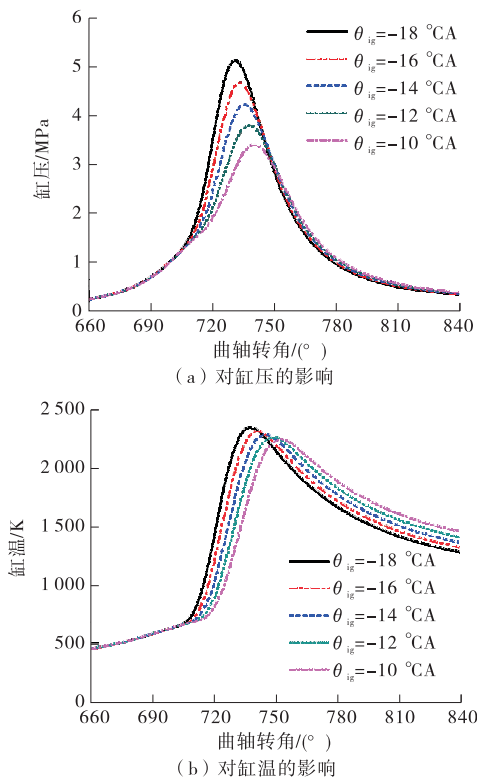 6
5
4
3
2
1
0
缸压/MPa
θig=-18 °CA
θig=-16 °CA
θig=-14 °CA
θig=-12 °CA
θig=-10 °CA
660 690 720 750 780 810 840
曲轴转角/(°)
(a)对缸压的影响
2 500
2 000
1 500
1 000
500
0
缸温/K
θig=-18 °CA
θig=-16 °CA
θig=-14 °CA
θig=-12 °CA
θig=-10 °CA
660 690 720 750 780 810 840
曲轴转角/(°)
(b)对缸温的影响